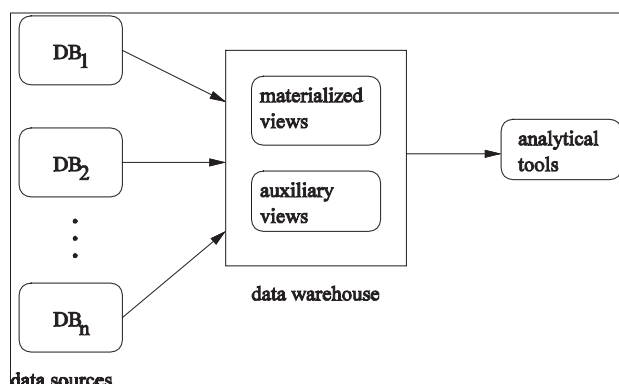 DB1
materialized
views
analytical
tools
DB2
auxiliary
views
data warehouse
DBn
data sources